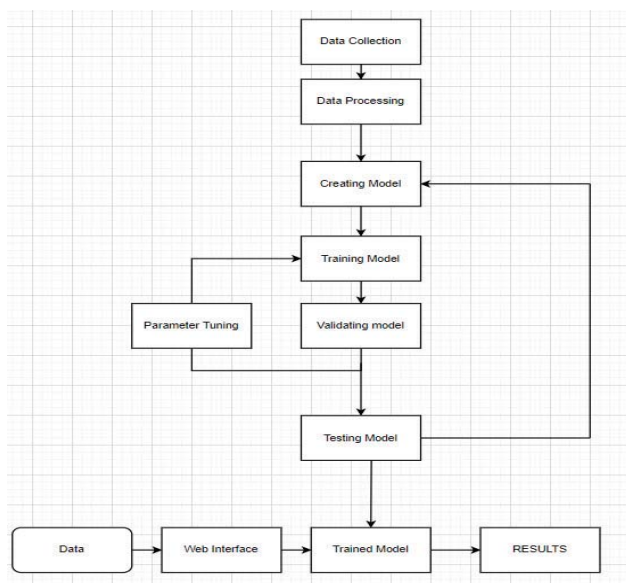 Data Collection
Data Processing
Creating Model
Training Model
Parameter Tuning
Validating model
Testing Model
Data
Web Interface
Trained Model
RESULTS